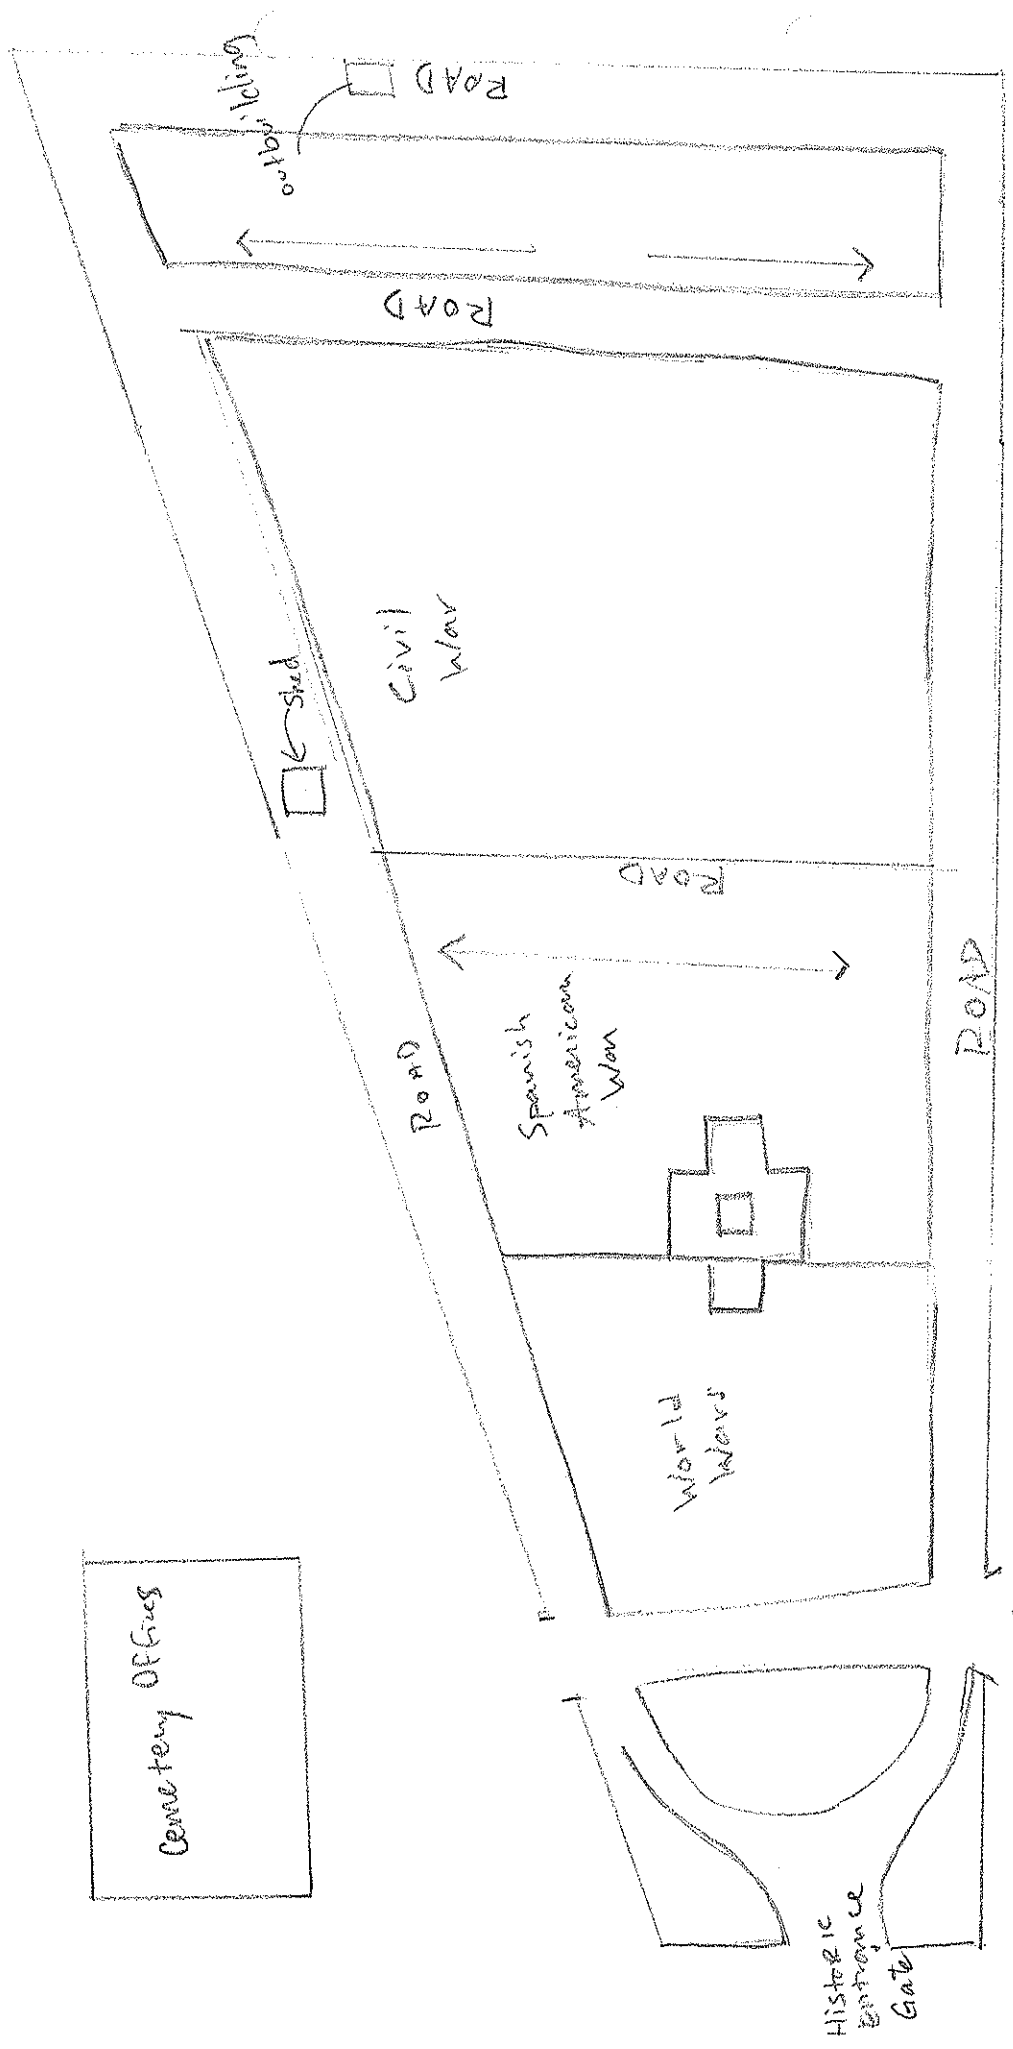 outbuilding
ROAD
ROAD
Civil
War
Shed
ROAD
Spanish
American
War
ROAD
ROAD
World
Wars
Cemetery Offices
HISTORIC
Entrance
Gate